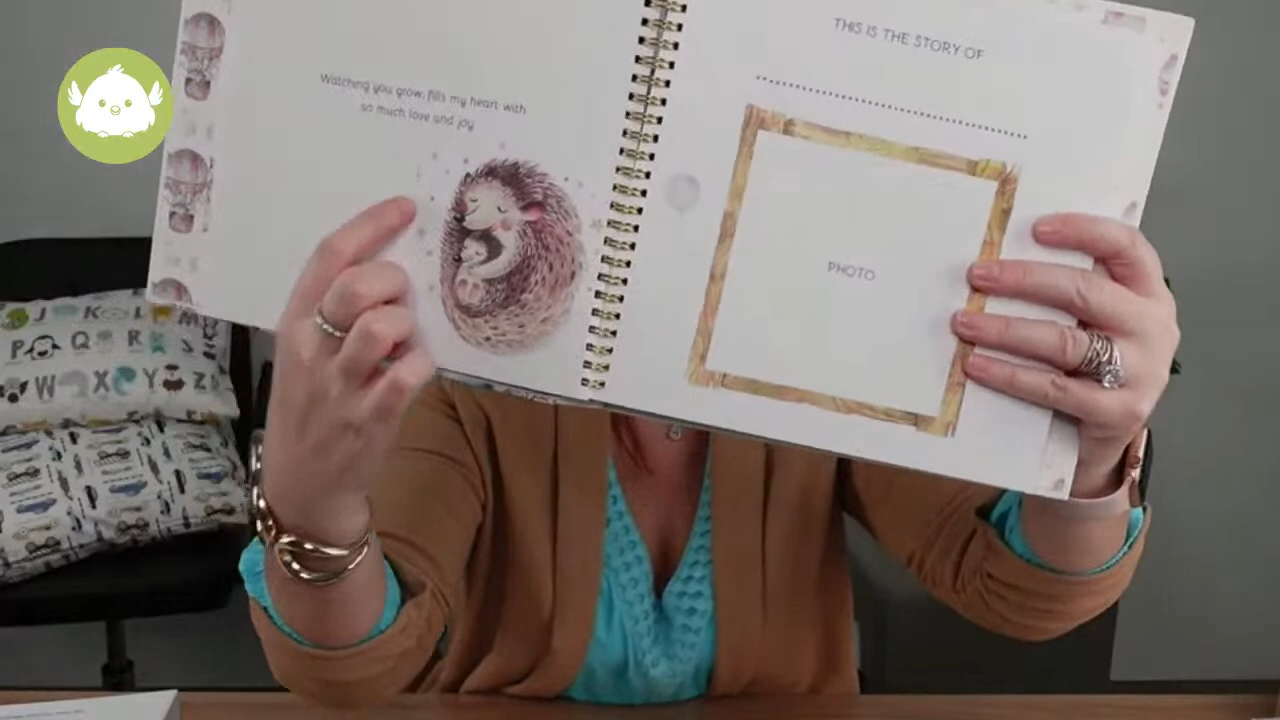 Watching you grow, fills my heart with
so much love and joy
THIS IS THE STORY OF
PHOTO
J K L M
P Q R S
W X Y Z